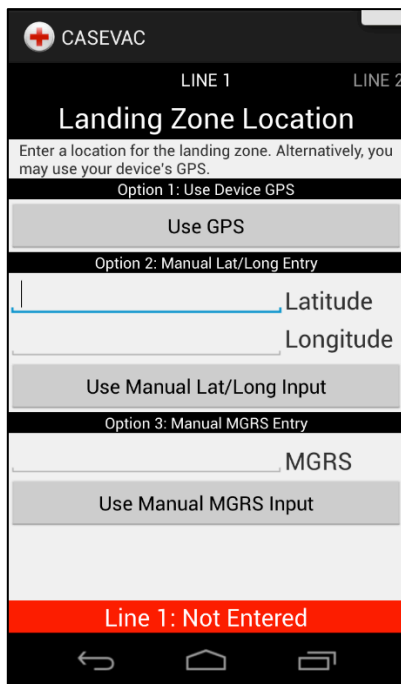 CASEVAC
LINE 1
LINE 2
Landing Zone Location
Enter a location for the landing zone. Alternatively, you
may use your device's GPS.
Option 1: Use Device GPS
Use GPS
Option 2: Manual Lat/Long Entry
Latitude
Longitude
Use Manual Lat/Long Input
Option 3: Manual MGRS Entry
MGRS
Use Manual MGRS Input
Line 1: Not Entered